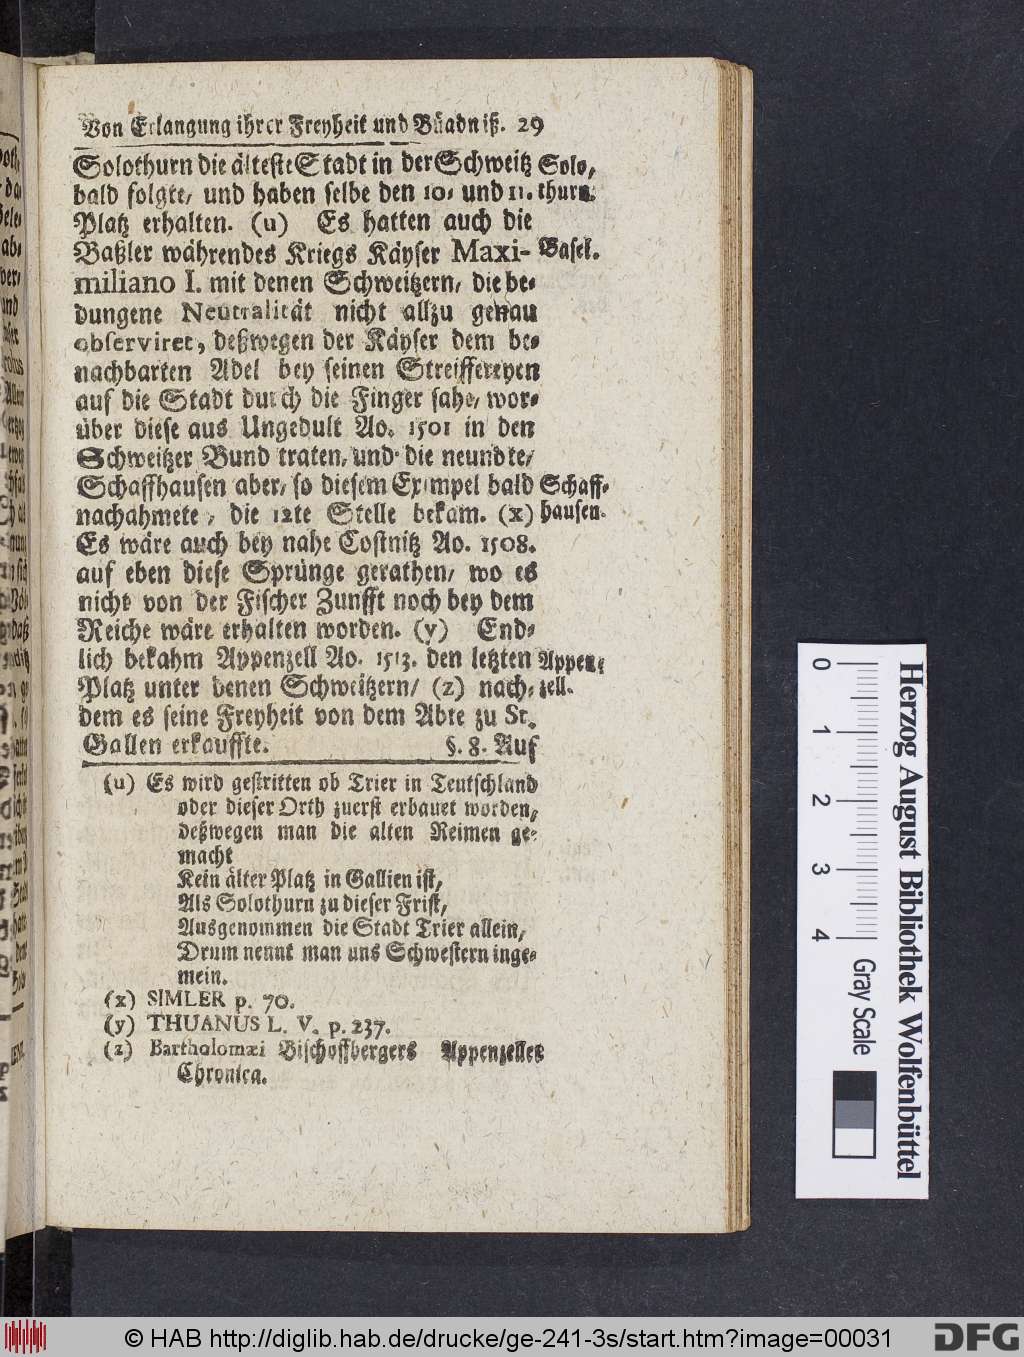 Von Erlangung ihrer Freyheit und Bündniß. 29
Solothurn die älteste Stadt in der Schweitz Solo,
bald folgte, und haben selbe den 10. und 11. thurn.
Platz erhalten. (u) Es hatten auch die
Baßler währendes Kriegs Käyser Maxi- Basel.
miliano I. mit denen Schweitzern, die be-
dungene Neutralität nicht allzu genau
observiret, deßwegen der Käyser dem be-
nachbarten Adel bey seinen Streiffereyen
auf die Stadt durch die Finger sahe, wor-
über diese aus Ungedult Ao. 1501 in den
Schweitzer Bund traten, und die neundte,
Schaffhausen aber, so diesem Exempel bald Schaff-
nachahmete, die 12te Stelle bekam. (x) hausen.
Es wäre auch bey nahe Costnitz Ao. 1508.
auf eben diese Sprünge gerathen, wo es
nicht von der Fischer Zunfft noch bey dem
Reiche wäre erhalten worden. (y) End-
lich bekahm Appenzell Ao. 1513. den letzten Appen-
Platz unter denen Schweitzern, (z) nach- zell.
dem es seine Freyheit von dem Abte zu St.
Gallen erkauffte. §. 8. Auf
(u) Es wird gestritten ob Trier in Teutschland
oder dieser Orth zuerst erbauet worden,
deßwegen man die alten Reimen ge-
macht
Kein älter Platz in Gallien ist,
Als Solothurn zu dieser Frist,
Ausgenommen die Stadt Trier allein,
Drum nennt man uns Schwestern inge-
mein.
(x) SIMLER p. 70.
(y) THUANUS L. V. p. 237.
(z) Bartholomæi Bischoffbergers Appenzeller
Chronica.
0 1 2 3 4
Gray Scale
Herzog August Bibliothek Wolfenbüttel
© HAB http://diglib.hab.de/drucke/ge-241-3s/start.htm?image=00031
DFG